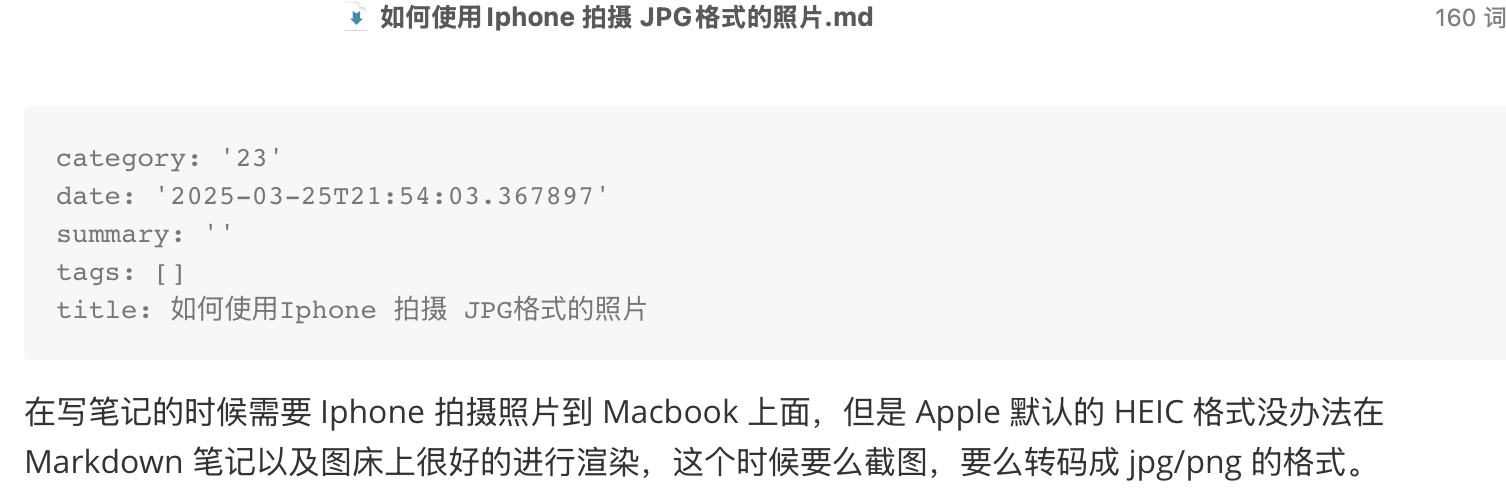 如何使用Iphone 拍摄 JPG格式的照片.md
160 词
category: '23'
date: '2025-03-25T21:54:03.367897'
summary: ''
tags: []
title: 如何使用Iphone 拍摄 JPG格式的照片
在写笔记的时候需要 Iphone 拍摄照片到 Macbook 上面，但是 Apple 默认的 HEIC 格式没办法在
Markdown 笔记以及图床上很好的进行渲染，这个时候要么截图，要么转码成 jpg/png 的格式。